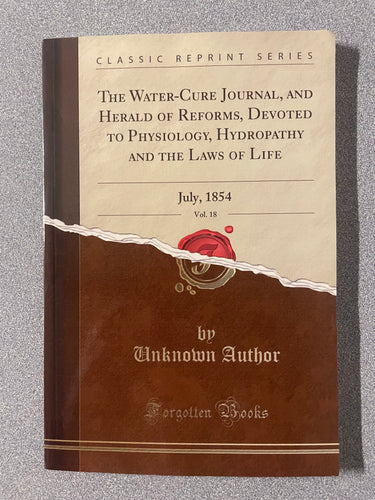 CLASSIC REPRINT SERIES
THE WATER-CURE JOURNAL, AND
HERALD OF REFORMS, DEVOTED
TO PHYSIOLOGY, HYDROPATHY
AND THE LAWS OF LIFE
July, 1854
Vol. 18
F
by
Unknown Author
Forgotten Books